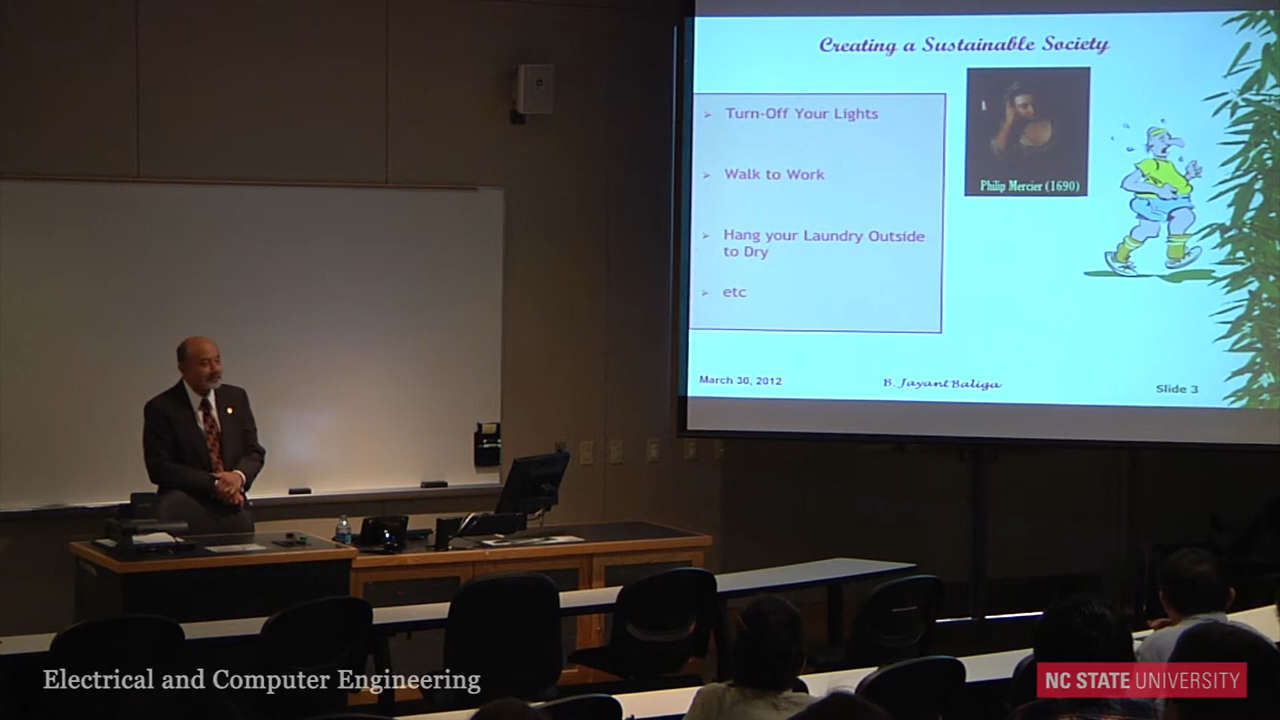 Creating a Sustainable Society
➢ Turn-Off Your Lights
➢ Walk to Work
➢ Hang your Laundry Outside
to Dry
➢ etc
Philip Mercier (1690)
March 30, 2012
B. Jayant Baliga
Slide 3
Electrical and Computer Engineering
NC STATE UNIVERSITY